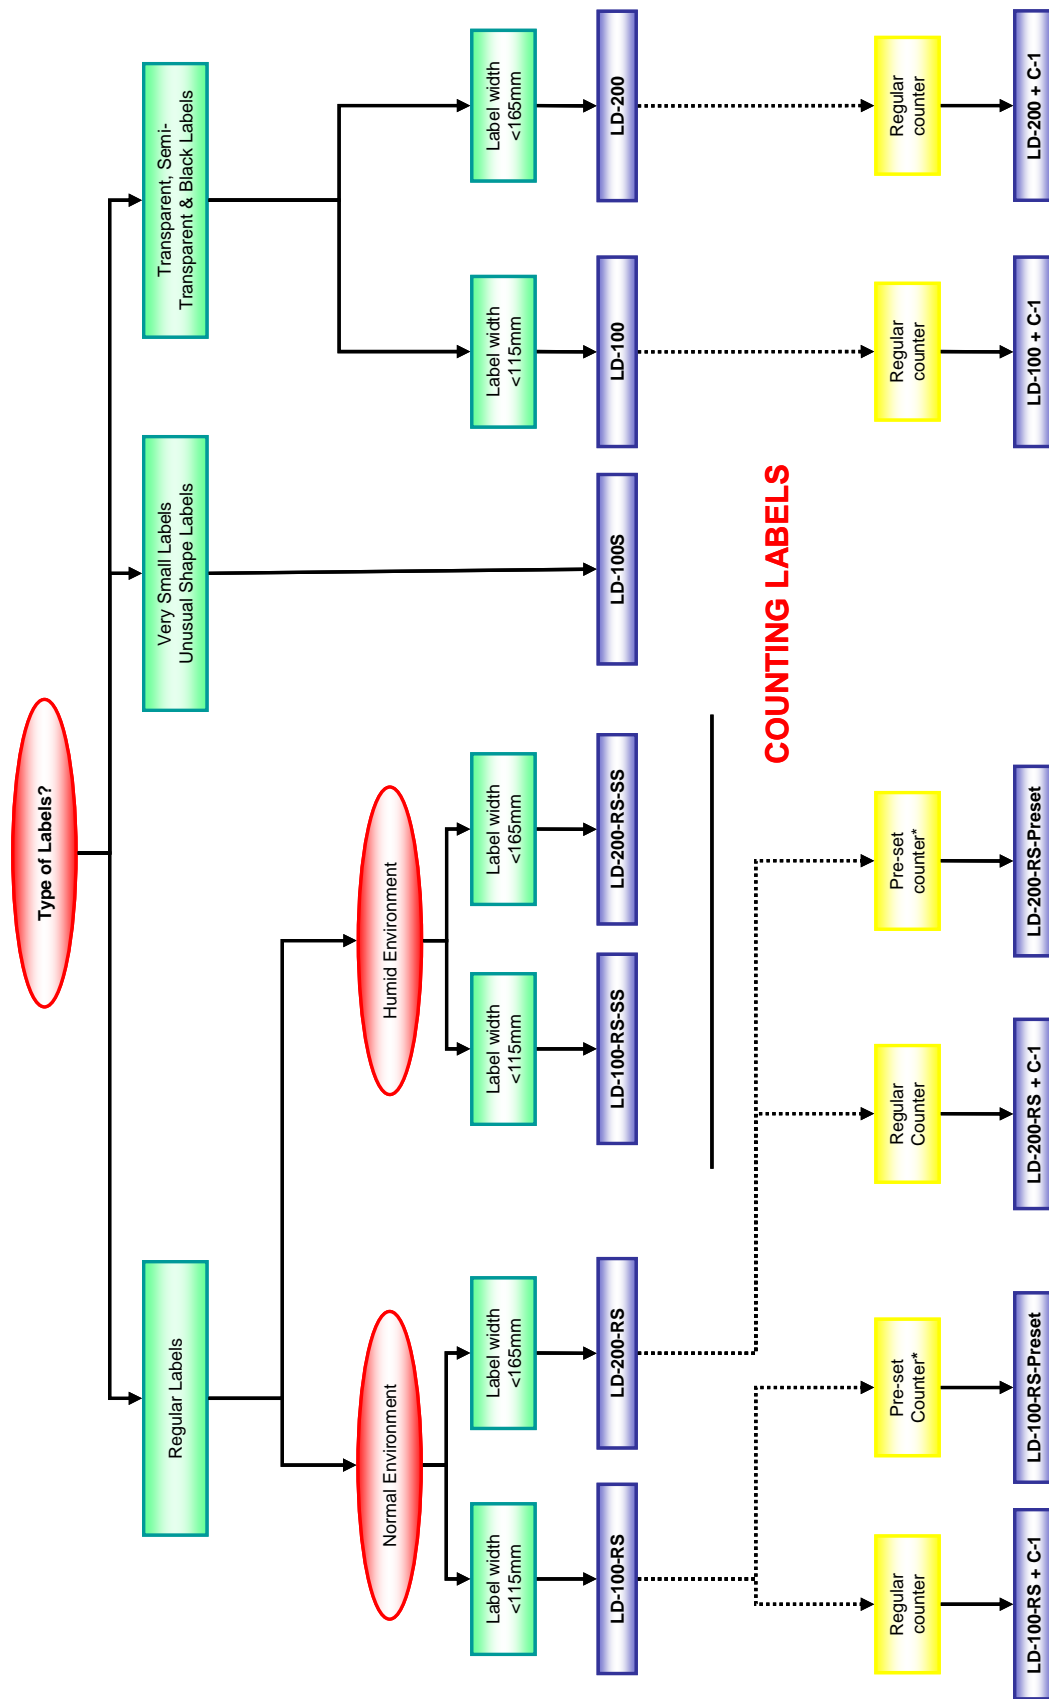 Type of Labels?
Regular Labels
Very Small Labels
Unusual Shape Labels
Transparent, Semi-
Transparent & Black Labels
Normal Environment
Humid Environment
Label width
<115mm
Label width
<165mm
Label width
<115mm
Label width
<165mm
Label width
<115mm
Label width
<165mm
LD-100-RS
LD-200-RS
LD-100-RS-SS
LD-200-RS-SS
LD-100S
LD-100
LD-200
COUNTING LABELS
Regular
counter
Pre-set
Counter*
Regular
Counter
Pre-set
counter*
Regular
counter
Regular
counter
LD-100-RS + C-1
LD-100-RS-Preset
LD-200-RS + C-1
LD-200-RS-Preset
LD-100 + C-1
LD-200 + C-1